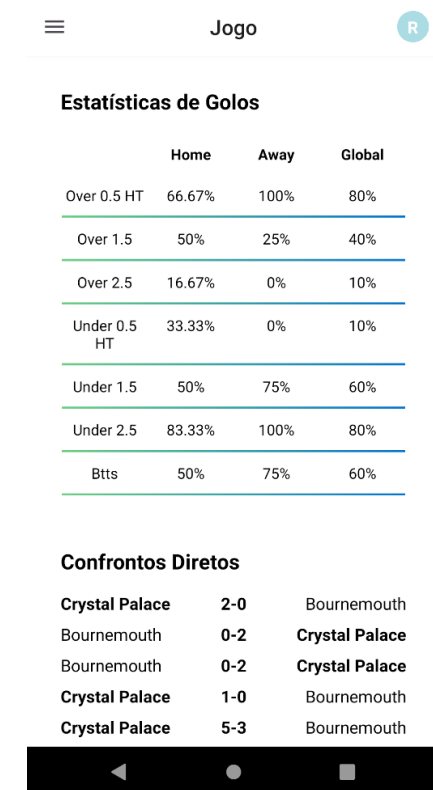 Jogo
R
Estatísticas de Golos
Home Away Global
Over 0.5 HT 66.67% 100% 80%
Over 1.5 50% 25% 40%
Over 2.5 16.67% 0% 10%
Under 0.5 HT 33.33% 0% 10%
Under 1.5 50% 75% 60%
Under 2.5 83.33% 100% 80%
Btts 50% 75% 60%
Confrontos Diretos
Crystal Palace 2-0 Bournemouth
Bournemouth 0-2 Crystal Palace
Bournemouth 0-2 Crystal Palace
Crystal Palace 1-0 Bournemouth
Crystal Palace 5-3 Bournemouth